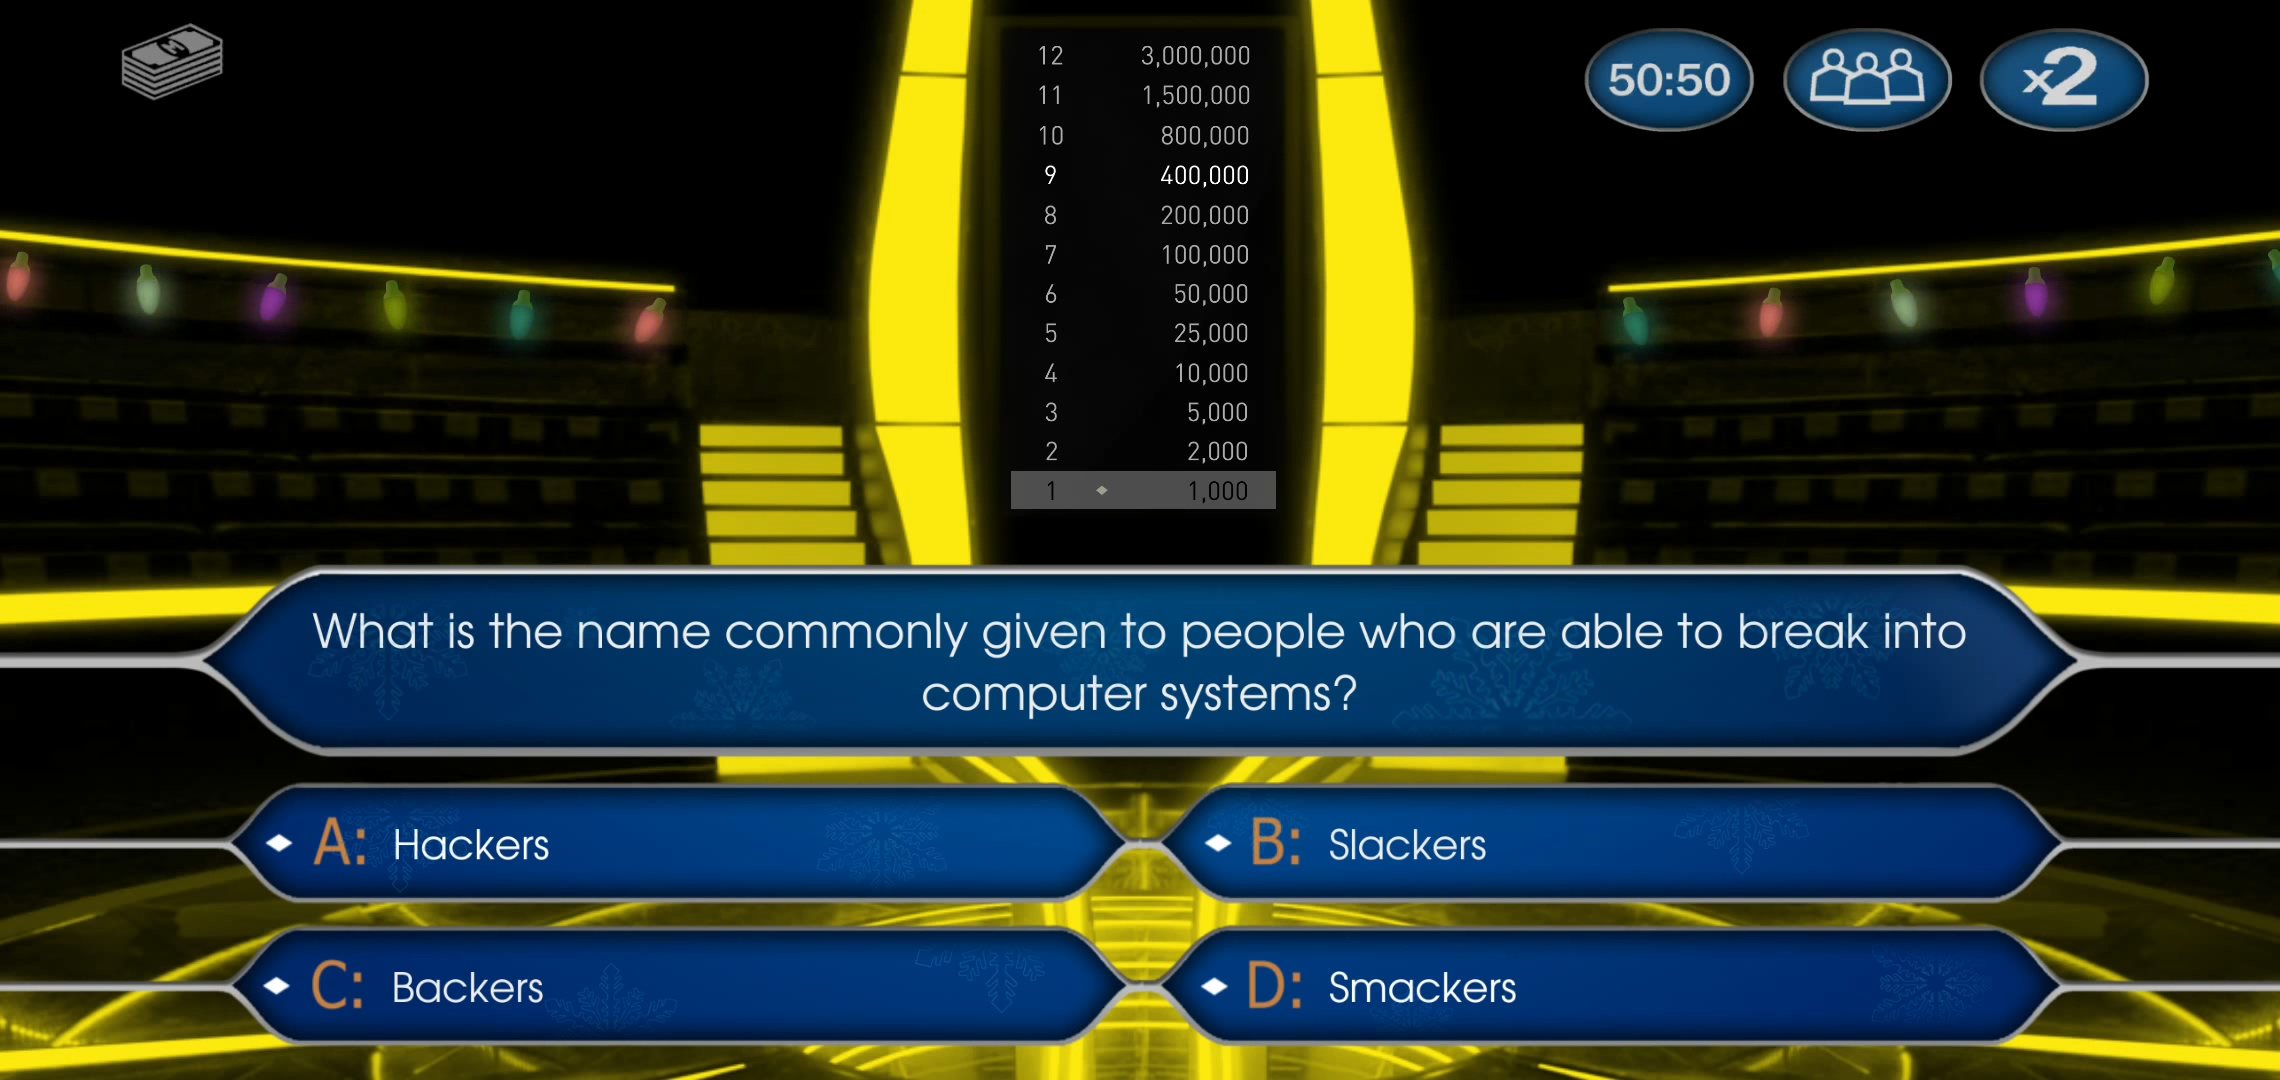 12 3,000,000
11 1,500,000
10 800,000
9 400,000
8 200,000
7 100,000
6 50,000
5 25,000
4 10,000
3 5,000
2 2,000
1 1,000
50:50
x2
What is the name commonly given to people who are able to break into
computer systems?
A: Hackers
B: Slackers
C: Backers
D: Smackers